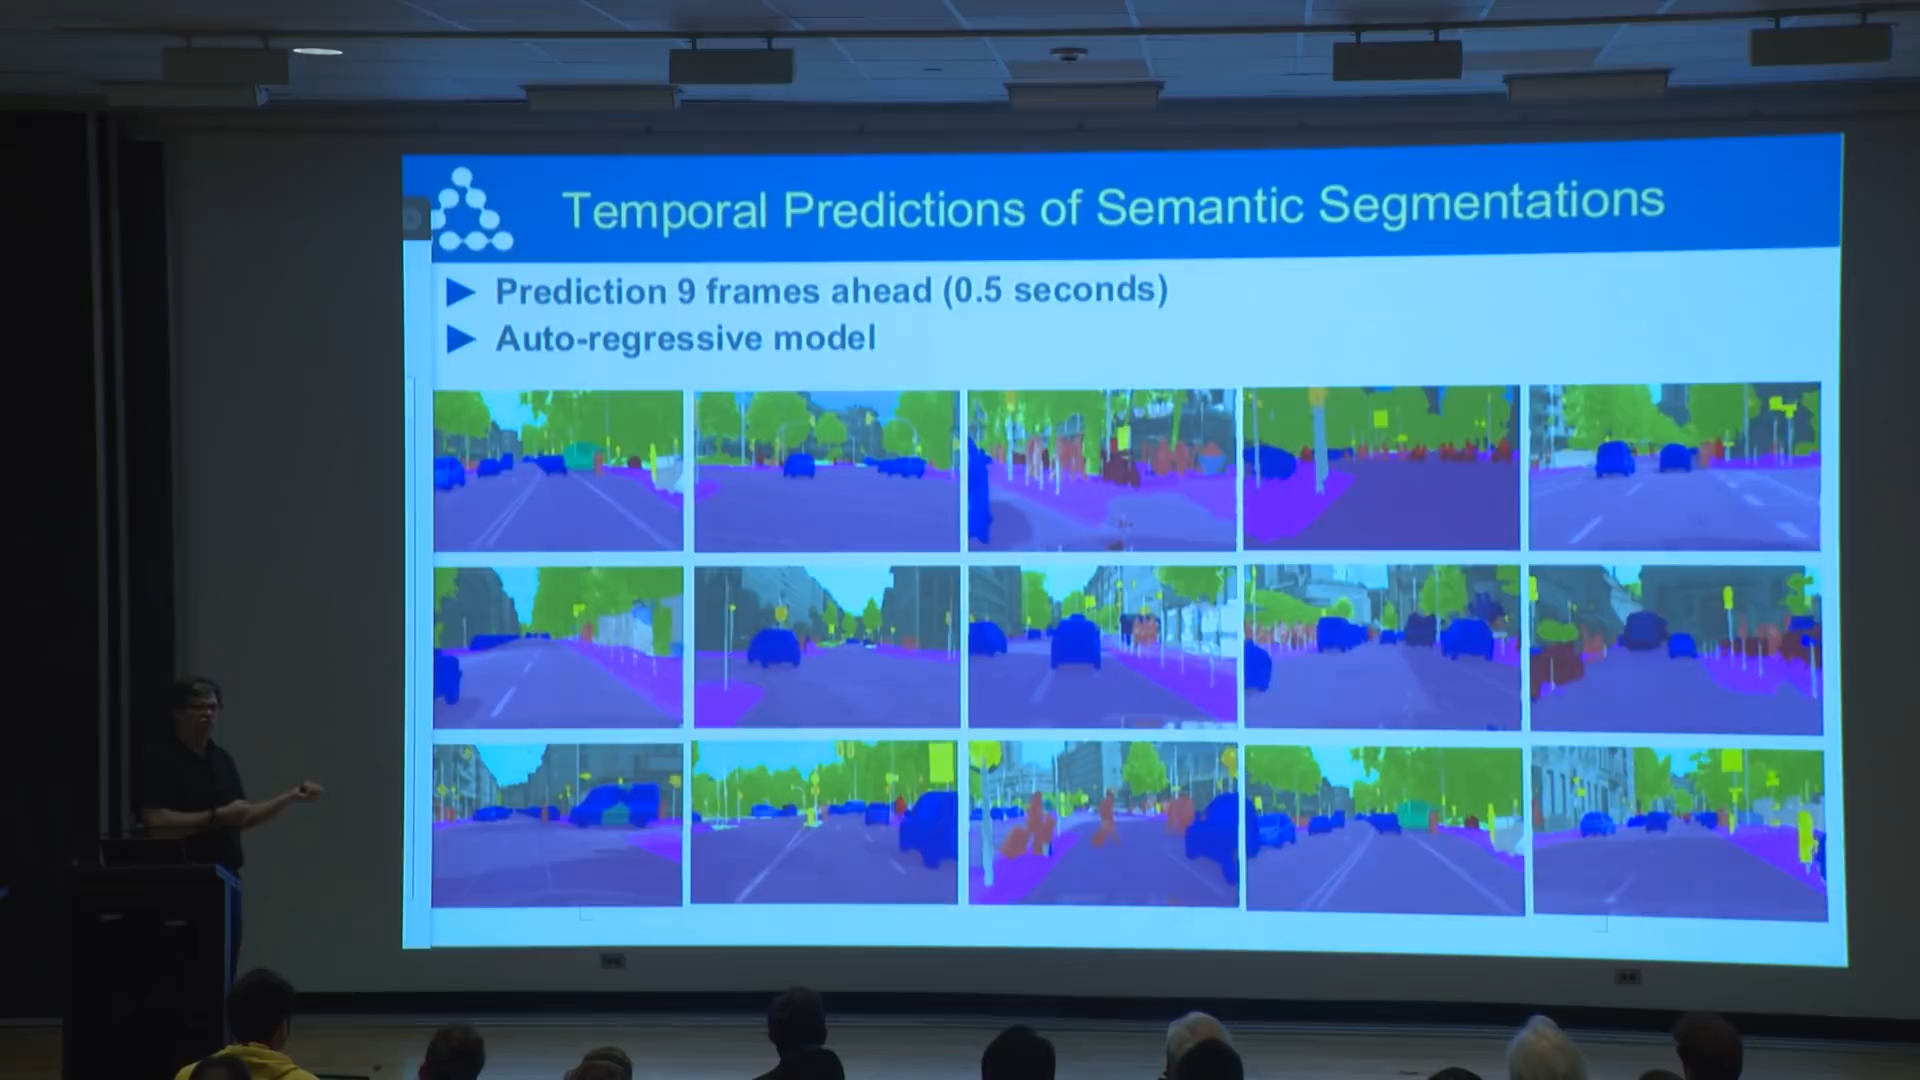 Temporal Predictions of Semantic Segmentations
Prediction 9 frames ahead (0.5 seconds)
Auto-regressive model